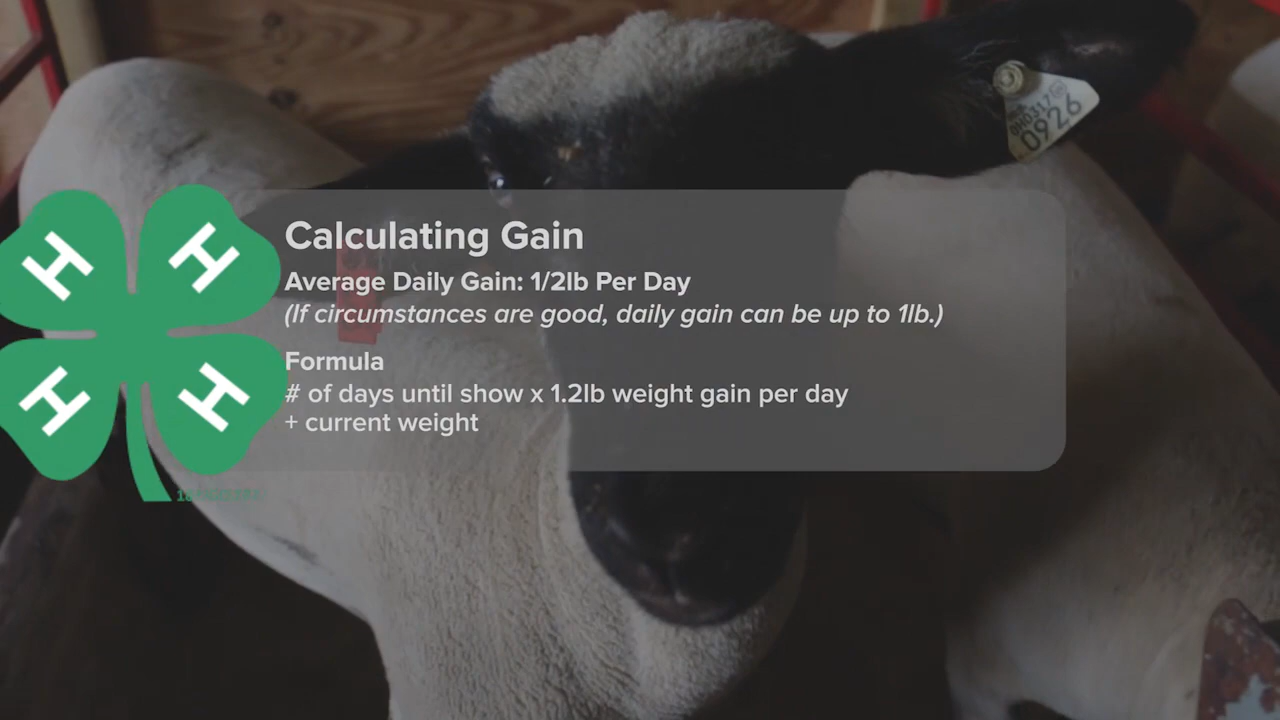 Calculating Gain
Average Daily Gain: 1/2lb Per Day
(If circumstances are good, daily gain can be up to 1lb.)
Formula
# of days until show x 1.2lb weight gain per day
+ current weight
H H
H H
0926